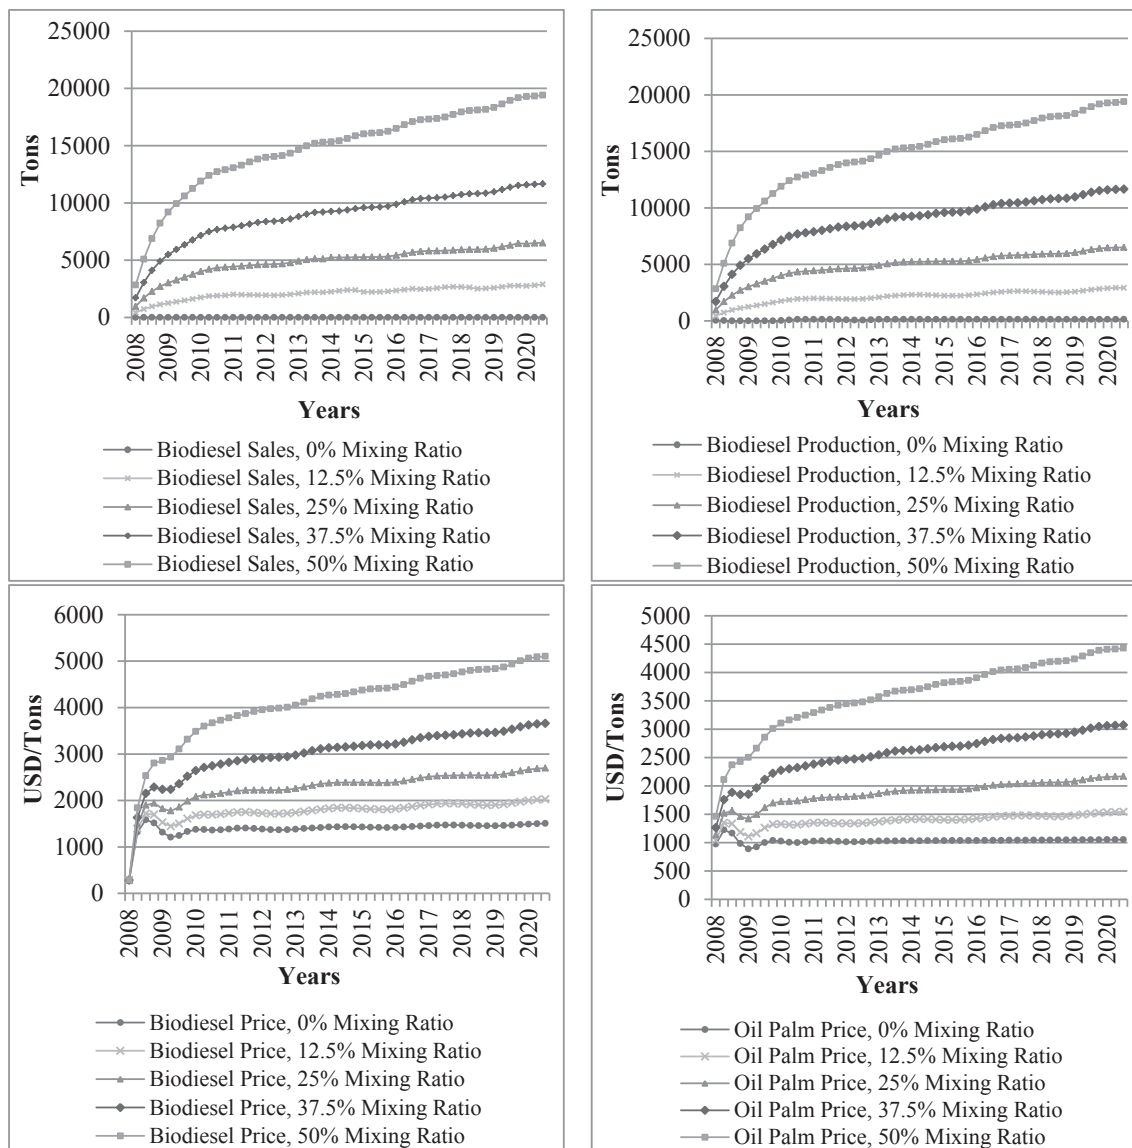 25000
20000
15000
10000
5000
0
Tons
2008 2009 2010 2011 2012 2013 2014 2015 2016 2017 2018 2019 2020
Years
Biodiesel Sales, 0% Mixing Ratio
Biodiesel Sales, 12.5% Mixing Ratio
Biodiesel Sales, 25% Mixing Ratio
Biodiesel Sales, 37.5% Mixing Ratio
Biodiesel Sales, 50% Mixing Ratio
25000
20000
15000
10000
5000
0
Tons
2008 2009 2010 2011 2012 2013 2014 2015 2016 2017 2018 2019 2020
Years
Biodiesel Production, 0% Mixing Ratio
Biodiesel Production, 12.5% Mixing Ratio
Biodiesel Production, 25% Mixing Ratio
Biodiesel Production, 37.5% Mixing Ratio
Biodiesel Production, 50% Mixing Ratio
6000
5000
4000
3000
2000
1000
0
USD/Tons
2008 2009 2010 2011 2012 2013 2014 2015 2016 2017 2018 2019 2020
Years
Biodiesel Price, 0% Mixing Ratio
Biodiesel Price, 12.5% Mixing Ratio
Biodiesel Price, 25% Mixing Ratio
Biodiesel Price, 37.5% Mixing Ratio
Biodiesel Price, 50% Mixing Ratio
5000
4500
4000
3500
3000
2500
2000
1500
1000
500
0
USD/Tons
2008 2009 2010 2011 2012 2013 2014 2015 2016 2017 2018 2019 2020
Years
Oil Palm Price, 0% Mixing Ratio
Oil Palm Price, 12.5% Mixing Ratio
Oil Palm Price, 25% Mixing Ratio
Oil Palm Price, 37.5% Mixing Ratio
Oil Palm Price, 50% Mixing Ratio